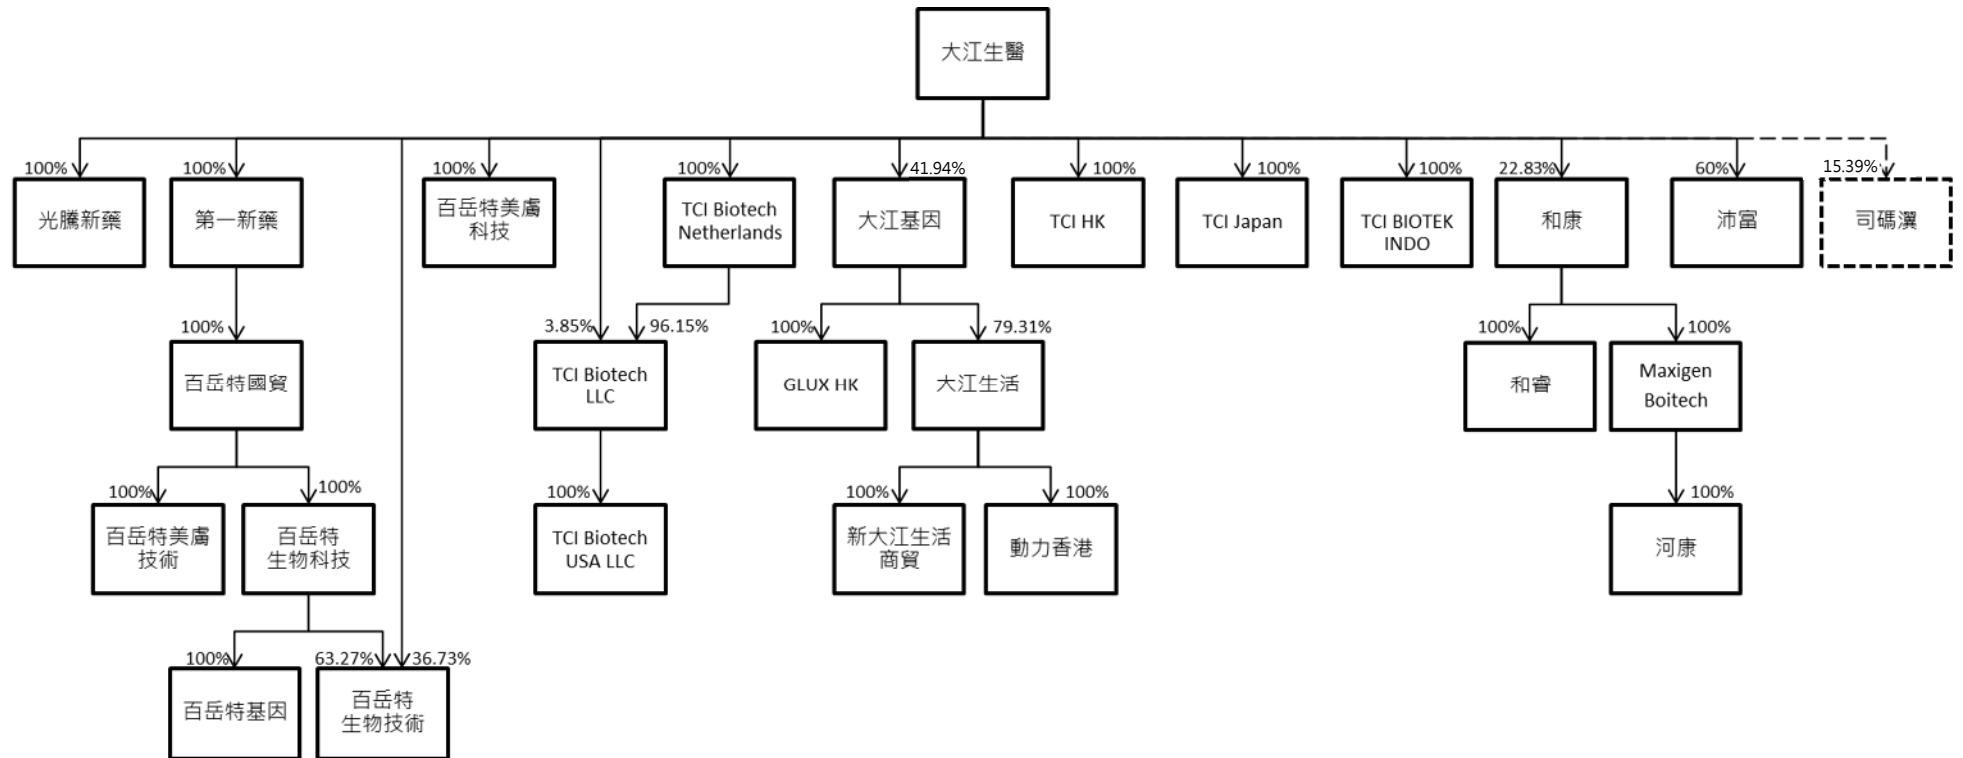 大江生醫
100%
100%
100%
100%
41.94%
100%
100%
100%
22.83%
60%
15.39%
光騰新藥
第一新藥
百岳特美膚
科技
TCI Biotech
Netherlands
大江基因
TCI HK
TCI Japan
TCI BIOTEK
INDO
和康
沛富
司碼瀷
100%
3.85%
96.15%
100%
79.31%
100%
100%
百岳特國貿
TCI Biotech
LLC
GLUX HK
大江生活
和睿
Maxigen
Boitech
100%
100%
100%
100%
100%
100%
百岳特美膚
技術
百岳特
生物科技
TCI Biotech
USA LLC
新大江生活
商貿
動力香港
河康
100%
63.27%
36.73%
百岳特基因
百岳特
生物技術